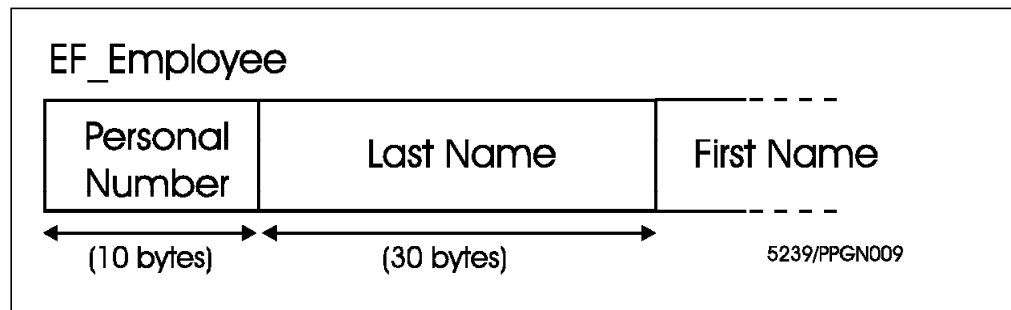 EF_Employee
Personal
Number
Last Name
First Name
(10 bytes)
(30 bytes)
5239/PPGN009